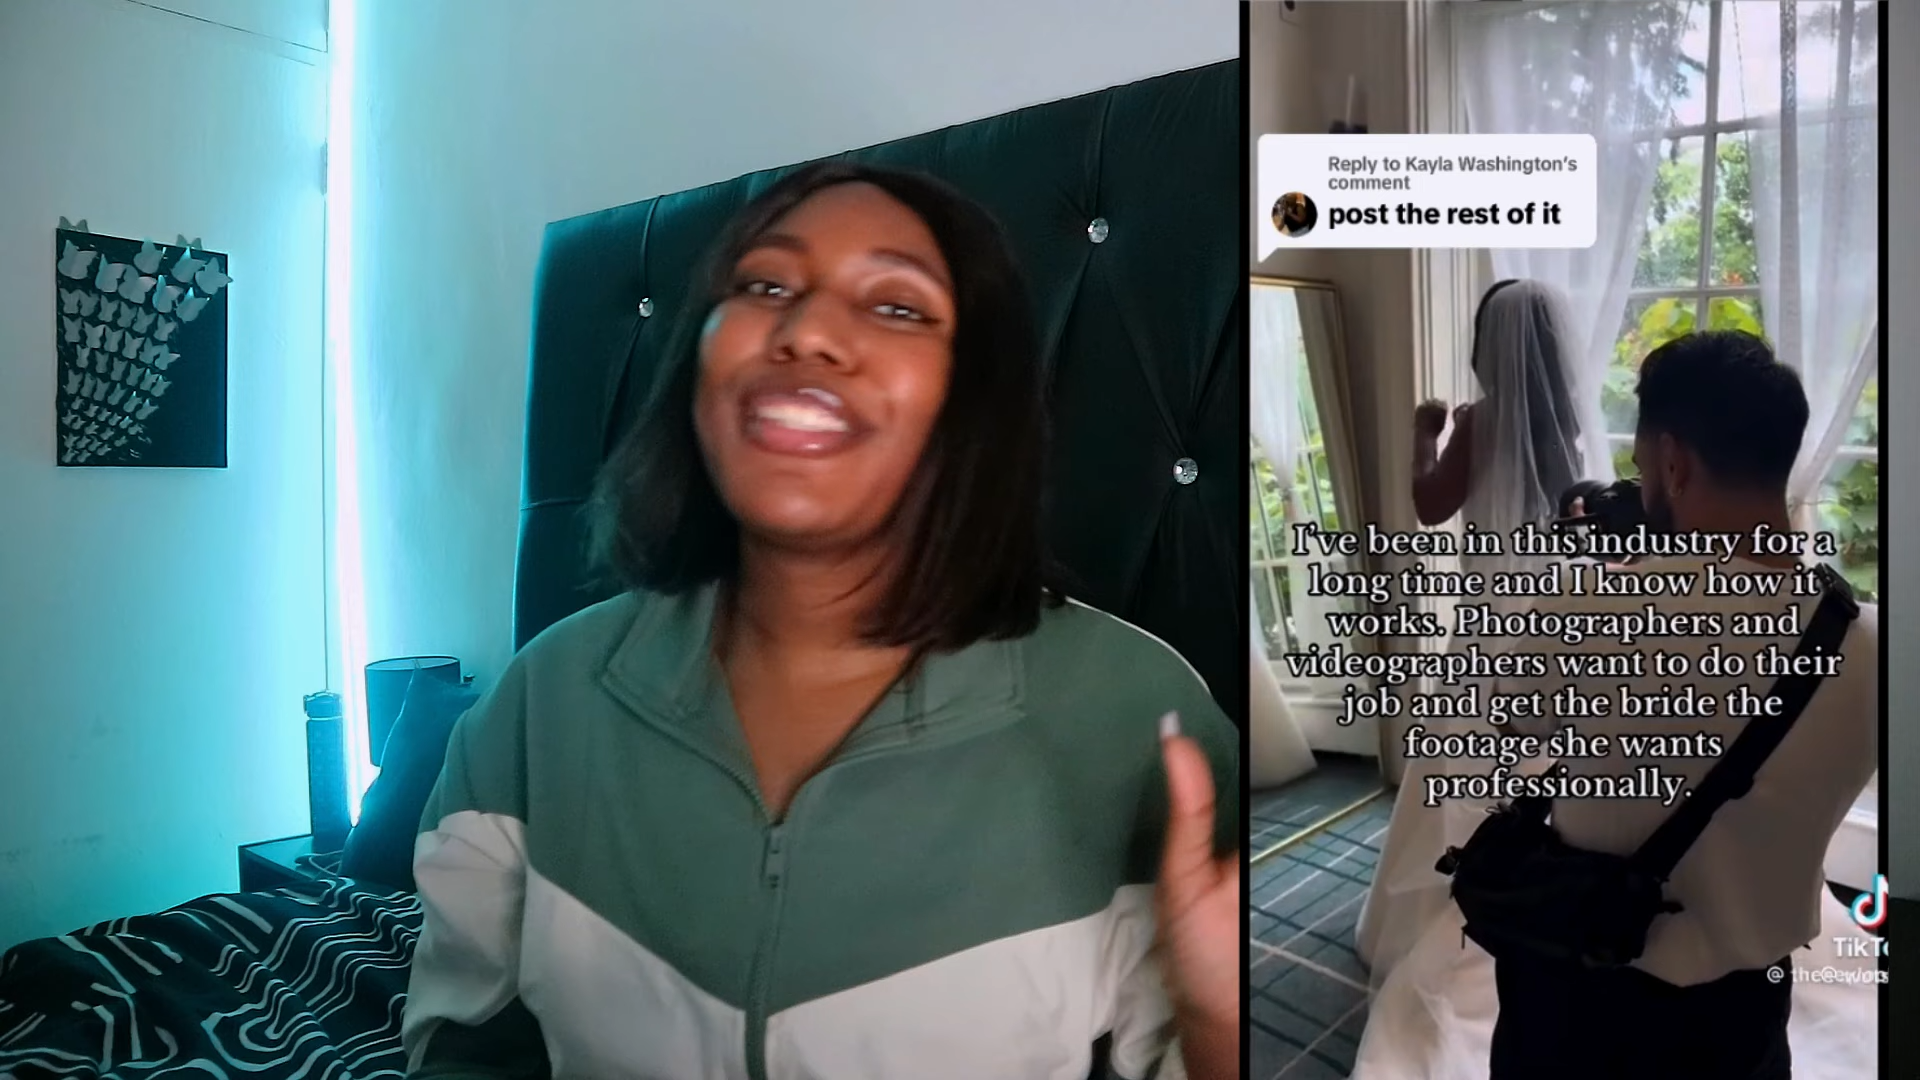 Reply to Kayla Washington's
comment
post the rest of it
I've been in this industry for a
long time and I know how it
works. Photographers and
videographers want to do their
job and get the bride the
footage she wants
professionally.